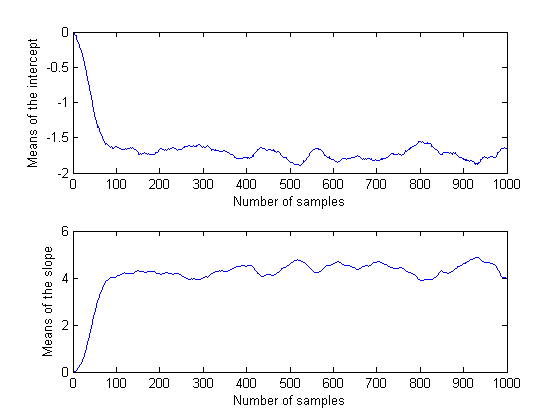 Means of the intercept
0
-0.5
-1
-1.5
-2
0 100 200 300 400 500 600 700 800 900 1000
Number of samples
Means of the slope
6
4
2
0
0 100 200 300 400 500 600 700 800 900 1000
Number of samples